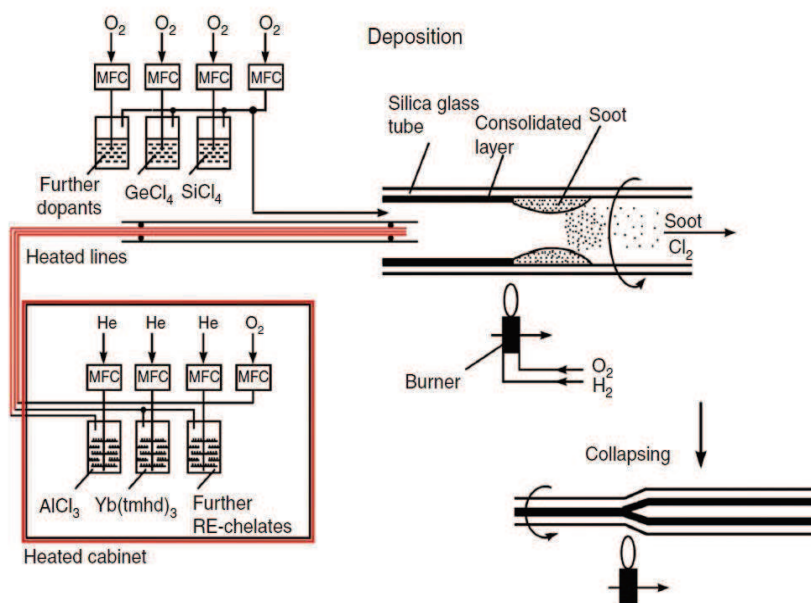 O₂ O₂ O₂ O₂
MFC MFC MFC MFC
Further
dopants
GeCl₄ SiCl₄
Deposition
Silica glass
tube
Consolidated
layer
Soot
Soot
Cl₂
Heated lines
He He He O₂
MFC MFC MFC MFC
AlCl₃ Yb(tmhd)₃ Further
RE-chelates
Heated cabinet
Burner
O₂
H₂
Collapsing